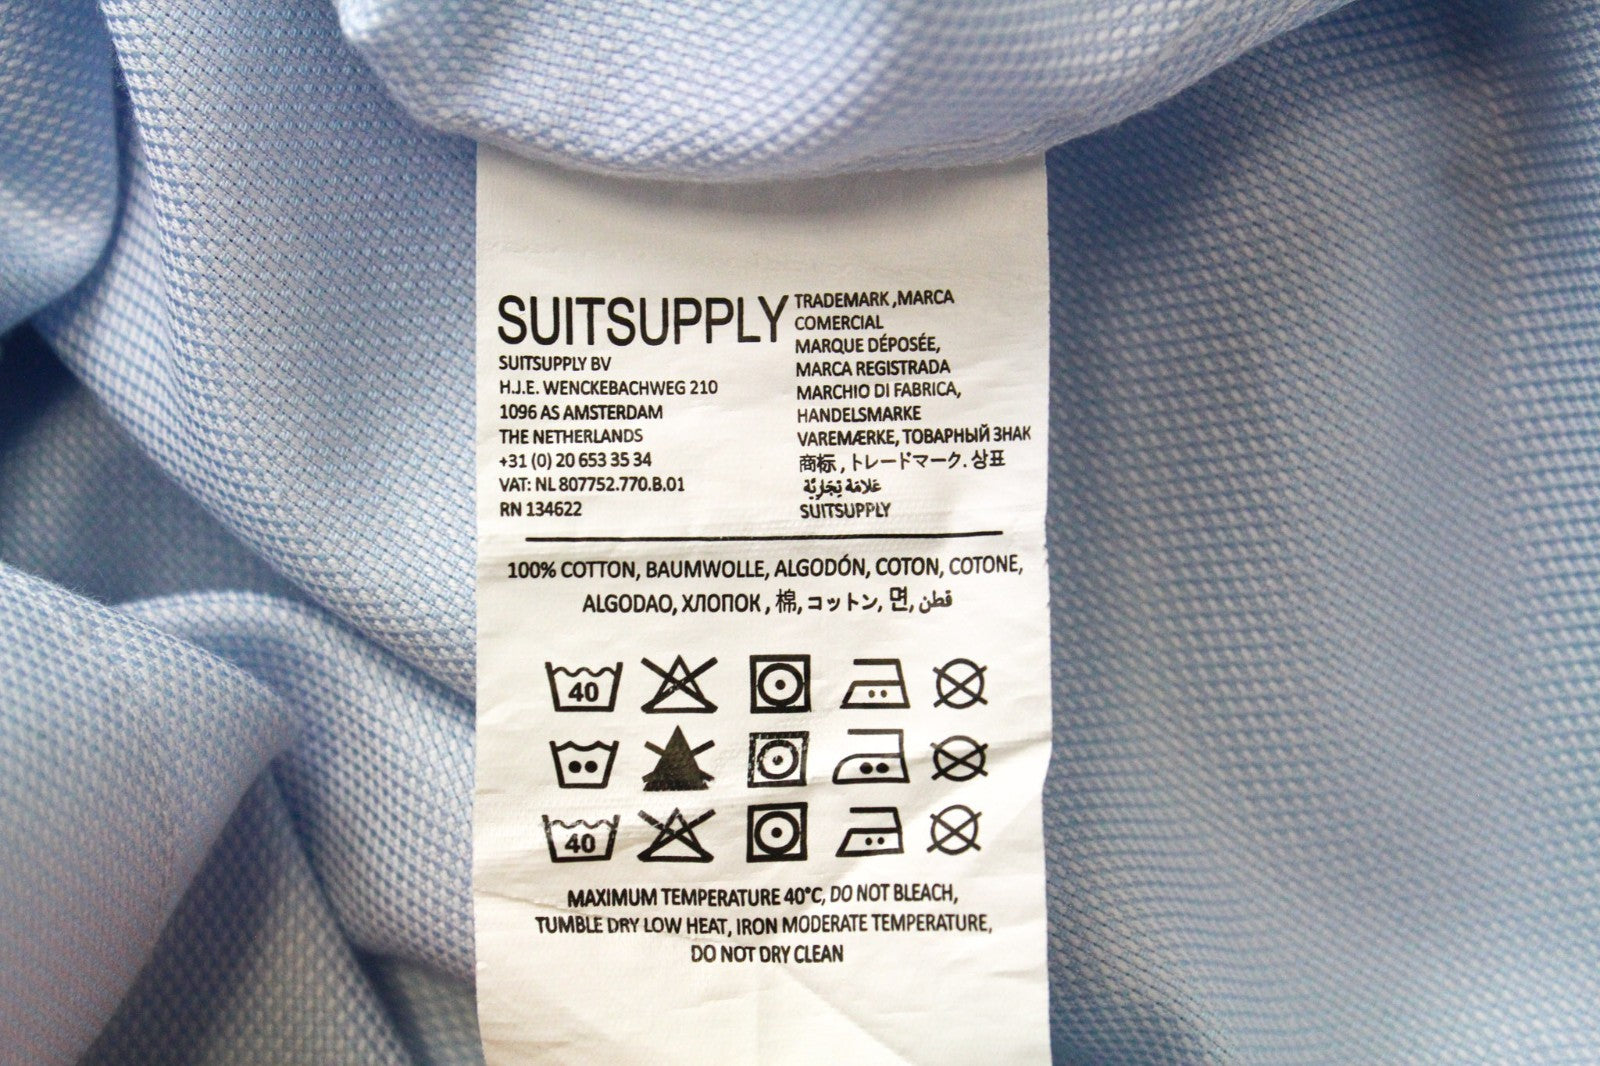 SUITSUPPLY
SUITSUPPLY BV
H.J.E. WENCKEBACHWEG 210
1096 AS AMSTERDAM
THE NETHERLANDS
+31 (0) 20 653 35 34
VAT: NL 807752.770.B.01
RN 134622
TRADEMARK ,MARCA
COMERCIAL
MARQUE DÉPOSÉE,
MARCA REGISTRADA
MARCHIO DI FABRICA,
HANDELSMARKE
VAREMÆRKE, ТОВАРНЫЙ ЗНАК
商标 , トレードマーク. 상표
عَلامَة تِجَارِيَّة
SUITSUPPLY
100% COTTON, BAUMWOLLE, ALGODÓN, COTON, COTONE,
ALGODAO, ХЛОПОК , 棉, コットン, 면, قطن
40
40
MAXIMUM TEMPERATURE 40°C, DO NOT BLEACH,
TUMBLE DRY LOW HEAT, IRON MODERATE TEMPERATURE,
DO NOT DRY CLEAN